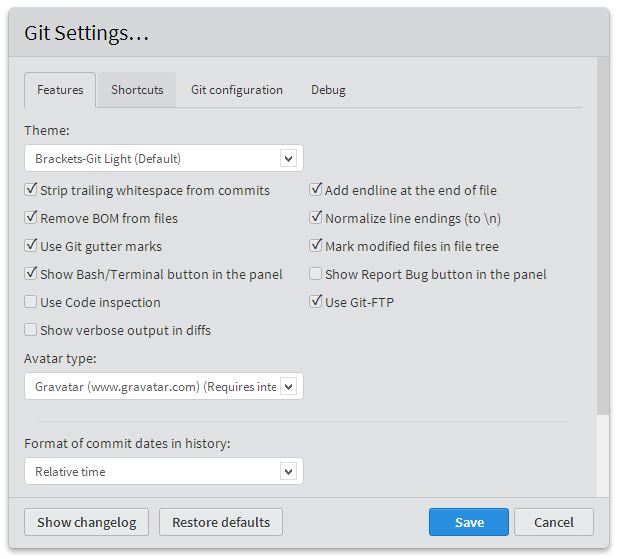 Git Settings...
Features Shortcuts Git configuration Debug
Theme:
Brackets-Git Light (Default)
Strip trailing whitespace from commits Add endline at the end of file
Remove BOM from files Normalize line endings (to \n)
Use Git gutter marks Mark modified files in file tree
Show Bash/Terminal button in the panel Show Report Bug button in the panel
Use Code inspection Use Git-FTP
Show verbose output in diffs
Avatar type:
Gravatar (www.gravatar.com) (Requires inte
Format of commit dates in history:
Relative time
Show changelog Restore defaults Save Cancel